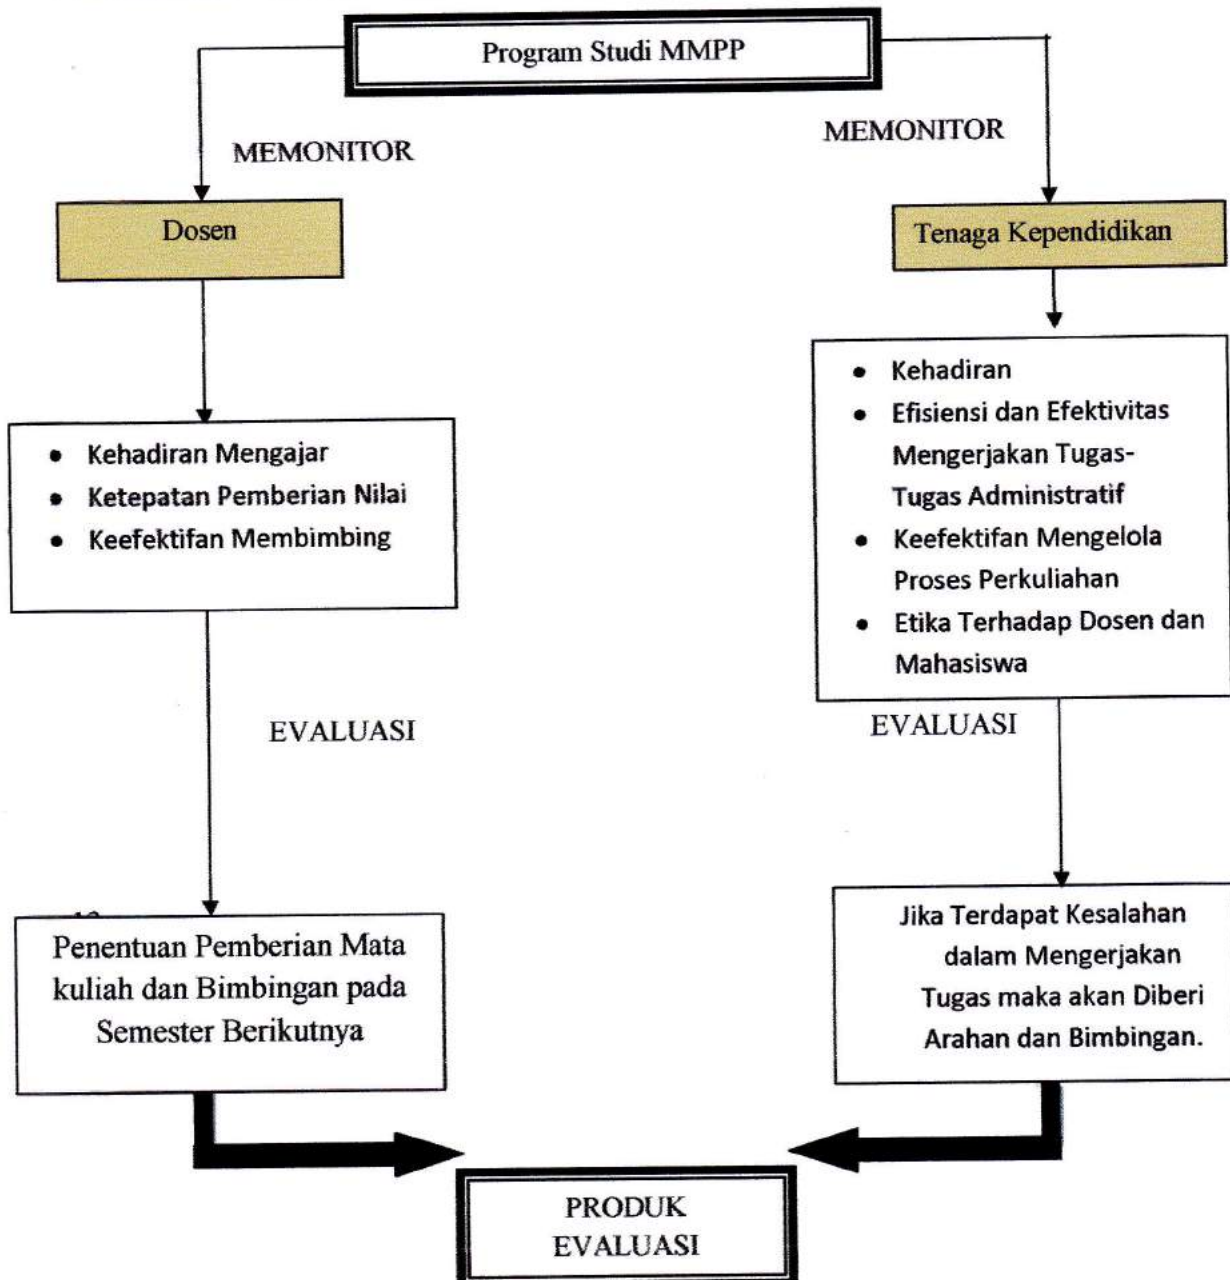 Program Studi MMPP
MEMONITOR
MEMONITOR
Dosen
Tenaga Kependidikan
• Kehadiran Mengajar
• Ketepatan Pemberian Nilai
• Keefektifan Membimbing
• Kehadiran
• Efisiensi dan Efektivitas
Mengerjakan Tugas-
Tugas Administratif
• Keefektifan Mengelola
Proses Perkuliahan
• Etika Terhadap Dosen dan
Mahasiswa
EVALUASI
EVALUASI
Penentuan Pemberian Mata
kuliah dan Bimbingan pada
Semester Berikutnya
Jika Terdapat Kesalahan
dalam Mengerjakan
Tugas maka akan Diberi
Arahan dan Bimbingan.
PRODUK
EVALUASI